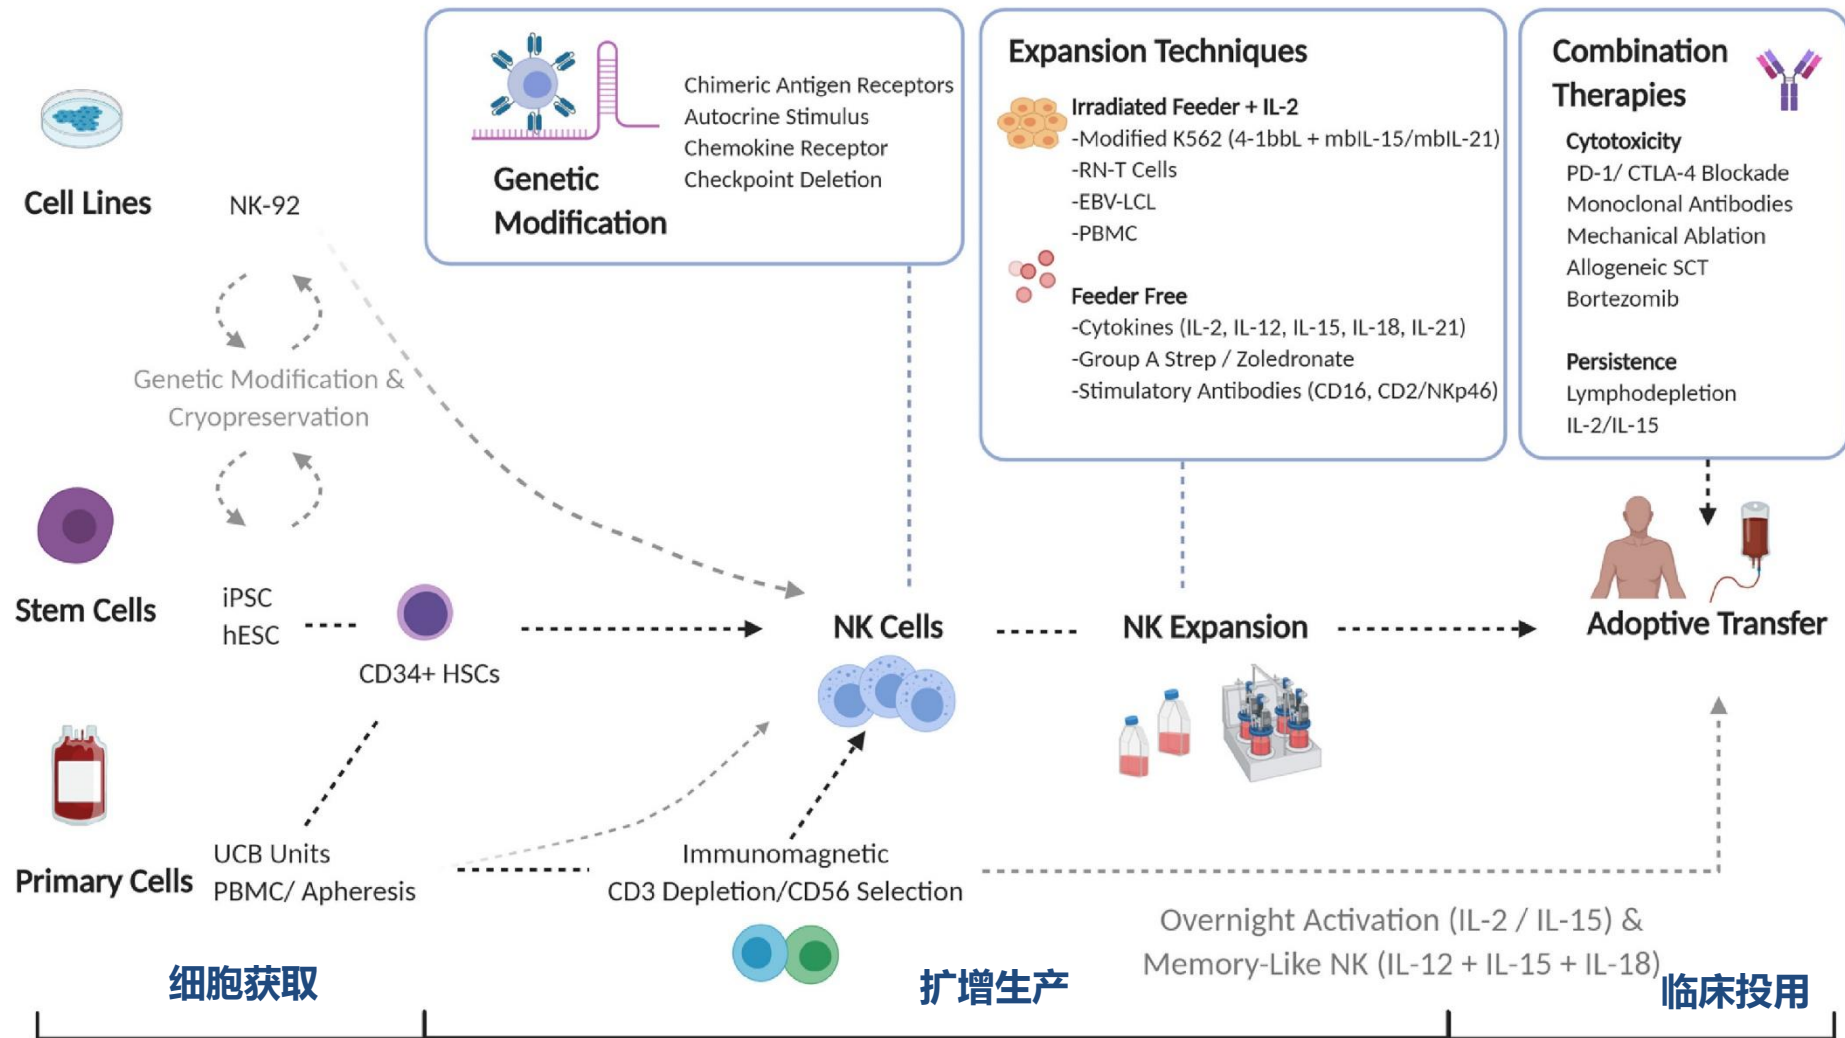 Cell Lines
NK-92
Genetic Modification &
Cryopreservation
Stem Cells
iPSC
hESC
CD34+ HSCs
Primary Cells
UCB Units
PBMC/ Apheresis
Genetic
Modification
Chimeric Antigen Receptors
Autocrine Stimulus
Chemokine Receptor
Checkpoint Deletion
Expansion Techniques
Irradiated Feeder + IL-2
-Modified K562 (4-1bbL + mbIL-15/mbIL-21)
-RN-T Cells
-EBV-LCL
-PBMC
Feeder Free
-Cytokines (IL-2, IL-12, IL-15, IL-18, IL-21)
-Group A Strep / Zoledronate
-Stimulatory Antibodies (CD16, CD2/NKp46)
Combination
Therapies
Cytotoxicity
PD-1/ CTLA-4 Blockade
Monoclonal Antibodies
Mechanical Ablation
Allogeneic SCT
Bortezomib
Persistence
Lymphodepletion
IL-2/IL-15
NK Cells
NK Expansion
Adoptive Transfer
Immunomagnetic
CD3 Depletion/CD56 Selection
Overnight Activation (IL-2 / IL-15) &
Memory-Like NK (IL-12 + IL-15 + IL-18)
细胞获取
扩增生产
临床投用